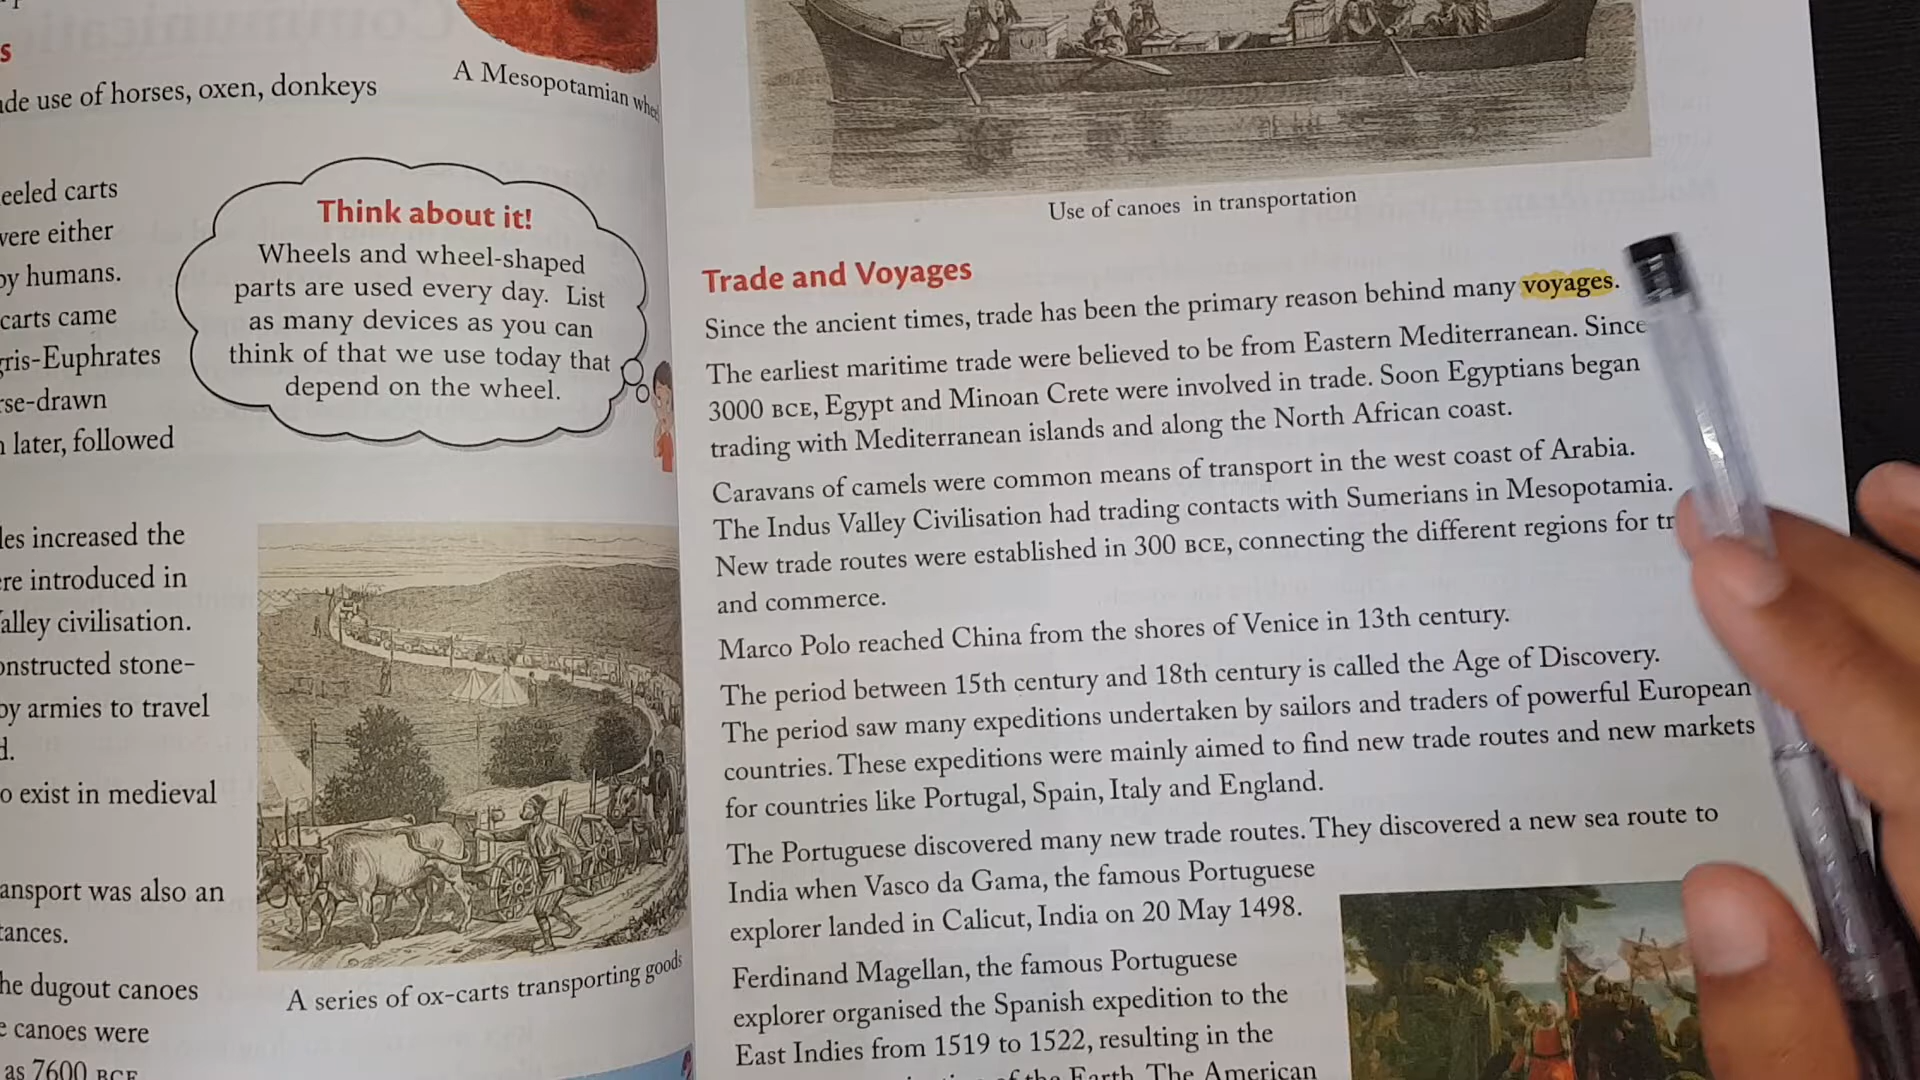 s
de use of horses, oxen, donkeys
A Mesopotamian whe
eeled carts
were either
by humans.
carts came
gris-Euphrates
rse-drawn
later, followed
Think about it!
Wheels and wheel-shaped
parts are used every day. List
as many devices as you can
think of that we use today that
depend on the wheel.
les increased the
ere introduced in
alley civilisation.
onstructed stone-
by armies to travel
d.
o exist in medieval
ansport was also an
tances.
he dugout canoes
e canoes were
as 7600 BCE
A series of ox-carts transporting goods
Use of canoes in transportation
Trade and Voyages
Since the ancient times, trade has been the primary reason behind many voyages.
The earliest maritime trade were believed to be from Eastern Mediterranean. Since
3000 BCE, Egypt and Minoan Crete were involved in trade. Soon Egyptians began
trading with Mediterranean islands and along the North African coast.
Caravans of camels were common means of transport in the west coast of Arabia.
The Indus Valley Civilisation had trading contacts with Sumerians in Mesopotamia.
New trade routes were established in 300 BCE, connecting the different regions for tr
and commerce.
Marco Polo reached China from the shores of Venice in 13th century.
The period between 15th century and 18th century is called the Age of Discovery.
The period saw many expeditions undertaken by sailors and traders of powerful European
countries. These expeditions were mainly aimed to find new trade routes and new markets
for countries like Portugal, Spain, Italy and England.
The Portuguese discovered many new trade routes. They discovered a new sea route to
India when Vasco da Gama, the famous Portuguese
explorer landed in Calicut, India on 20 May 1498.
Ferdinand Magellan, the famous Portuguese
explorer organised the Spanish expedition to the
East Indies from 1519 to 1522, resulting in the
of the Earth. The American